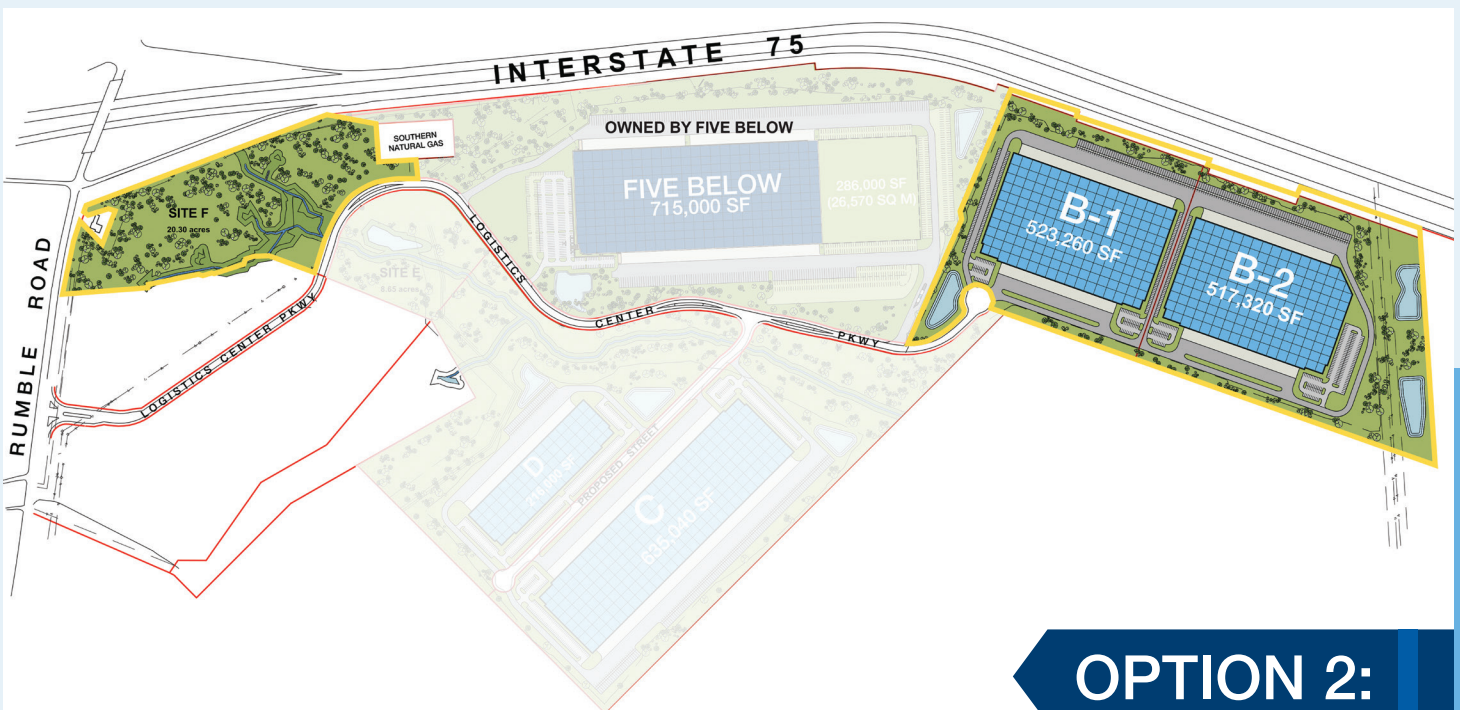 INTERSTATE 75
SOUTHERN
NATURAL GAS
OWNED BY FIVE BELOW
FIVE BELOW
715,000 SF
286,000 SF
(26,570 SQ M)
SITE F
20.30 acres
B-1
523,260 SF
B-2
517,320 SF
SITE E
LOGISTICS CENTER PKWY
LOGISTICS CENTER PKWY
RUMBLE ROAD
D
PROPOSED STREET
C
635,040 SF
OPTION 2: